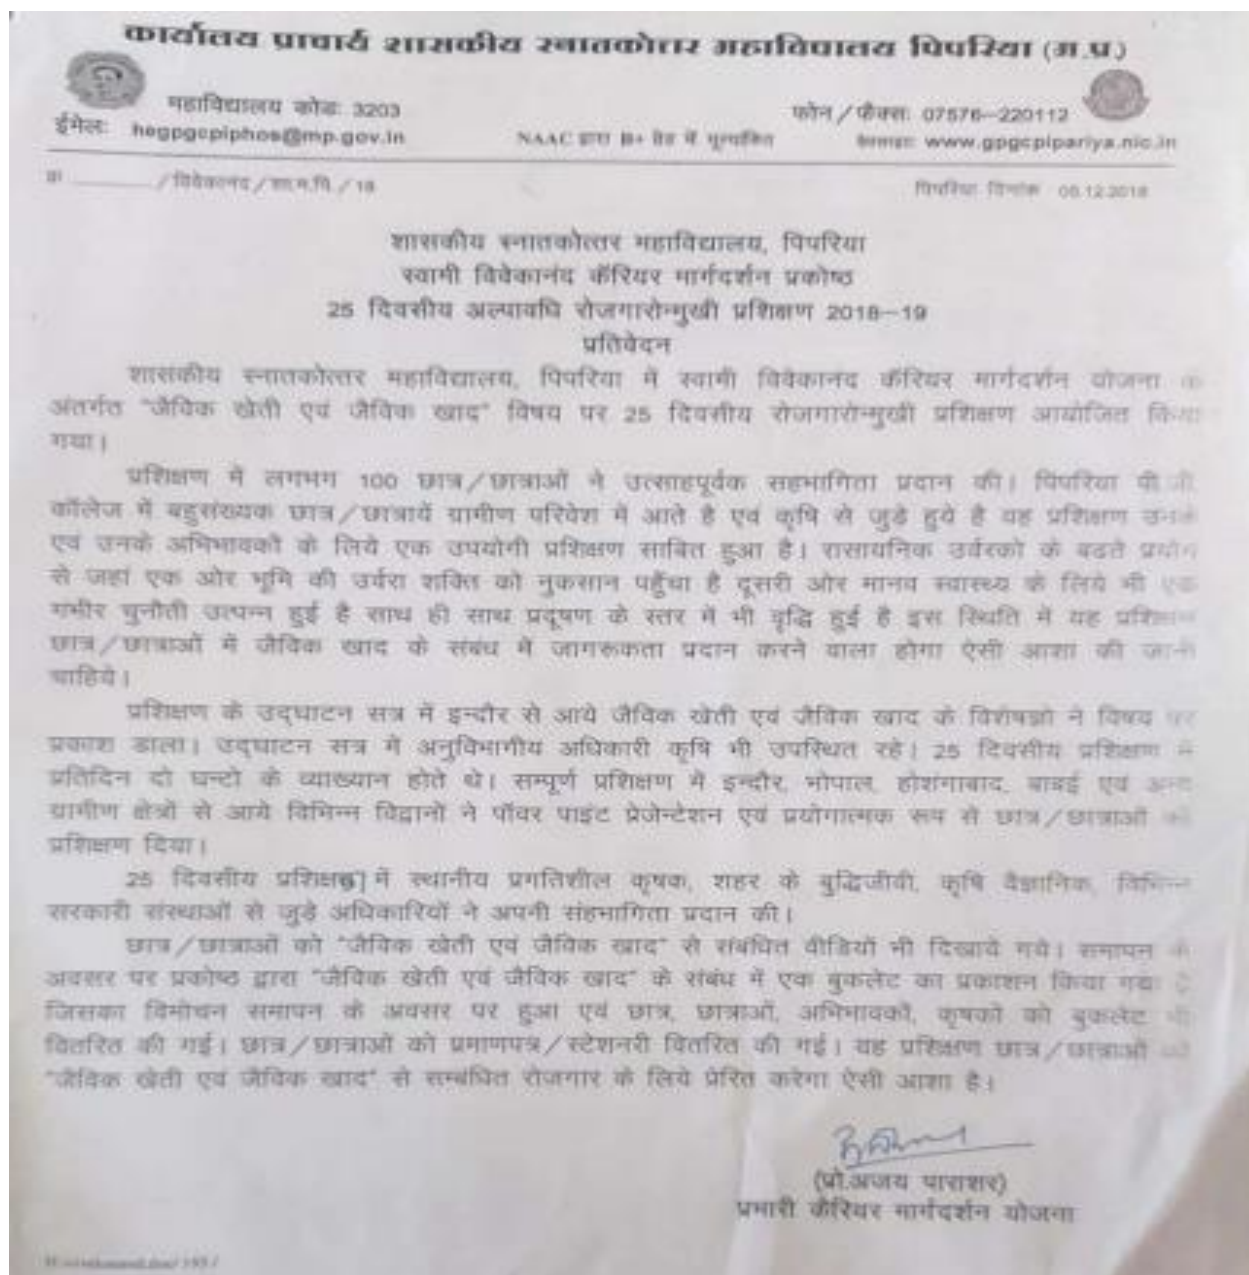 कार्यालय प्राचार्य शासकीय स्नातकोत्तर महाविद्यालय पिपरिया (म.प्र.)
महाविद्यालय कोड: 3203
फोन/फैक्स: 07576-220112
ईमेल: hegpgcpiphos@mp.gov.in NAAC द्वारा B+ ग्रेड में मूल्यांकित वेबसाइट: www.gpgcpipariya.nic.in
क्र ............ /विवेकानंद/शा.म.पि./18 पिपरिया दिनांक 08.12.2018
शासकीय स्नातकोत्तर महाविद्यालय, पिपरिया
स्वामी विवेकानंद कॅरियर मार्गदर्शन प्रकोष्ठ
25 दिवसीय अल्पावधि रोजगारोन्मुखी प्रशिक्षण 2018-19
प्रतिवेदन
शासकीय स्नातकोत्तर महाविद्यालय, पिपरिया में स्वामी विवेकानंद कॅरियर मार्गदर्शन योजना के
अंतर्गत "जैविक खेती एवं जैविक खाद" विषय पर 25 दिवसीय रोजगारोन्मुखी प्रशिक्षण आयोजित किया
गया।
प्रशिक्षण में लगभग 100 छात्र/छात्राओं ने उत्साहपूर्वक सहभागिता प्रदान की। पिपरिया पी.जी.
कॉलेज में बहुसंख्यक छात्र/छात्रायें ग्रामीण परिवेश में आते है एवं कृषि से जुडे हुये है यह प्रशिक्षण उनके
एवं उनके अभिभावकों के लिये एक उपयोगी प्रशिक्षण साबित हुआ है। रासायनिक उर्वरको के बढते प्रयोग
से जहां एक ओर भूमि की उर्वरा शक्ति को नुकसान पहुँचा है दूसरी ओर मानव स्वास्थ्य के लिये भी एक
गंभीर चुनौती उत्पन्न हुई है साथ ही साथ प्रदूषण के स्तर में भी वृद्धि हुई है इस स्थिति में यह प्रशिक्षण
छात्र/छात्राओं में जैविक खाद के संबंध में जागरूकता प्रदान करने वाला होगा ऐसी आशा की जानी
चाहिये।
प्रशिक्षण के उद्घाटन सत्र में इन्दौर से आये जैविक खेती एवं जैविक खाद के विशेषज्ञो ने विषय पर
प्रकाश डाला। उद्घाटन सत्र में अनुविभागीय अधिकारी कृषि भी उपस्थित रहे। 25 दिवसीय प्रशिक्षण में
प्रतिदिन दो घन्टो के व्याख्यान होते थे। सम्पूर्ण प्रशिक्षण में इन्दौर, भोपाल, होशंगाबाद, बाबई एवं अन्य
ग्रामीण क्षेत्रों से आये विभिन्न विद्वानों ने पॉवर पाइंट प्रेजेन्टेशन एवं प्रयोगात्मक रूप से छात्र/छात्राओं को
प्रशिक्षण दिया।
25 दिवसीय प्रशिक्षण में स्थानीय प्रगतिशील कृषक, शहर के बुद्धिजीवी, कृषि वैज्ञानिक, विभिन्न
सरकारी संस्थाओं से जुड़े अधिकारियों ने अपनी संहभागिता प्रदान की।
छात्र/छात्राओं को "जैविक खेती एवं जैविक खाद" से संबंधित वीडियों भी दिखाये गये। समापन के
अवसर पर प्रकोष्ठ द्वारा "जैविक खेती एवं जैविक खाद" के संबंध में एक बुकलेट का प्रकाशन किया गया है
जिसका विमोचन समापन के अवसर पर हुआ एवं छात्र, छात्राओं, अभिभावकों, कृषको को बुकलेट भी
वितरित की गई। छात्र/छात्राओं को प्रमाणपत्र/स्टेशनरी वितरित की गई। यह प्रशिक्षण छात्र/छात्राओं को
"जैविक खेती एवं जैविक खाद" से सम्बंधित रोजगार के लिये प्रेरित करेगा ऐसी आशा है।
(प्रो.अजय पाराशर)
प्रभारी कॅरियर मार्गदर्शन योजना